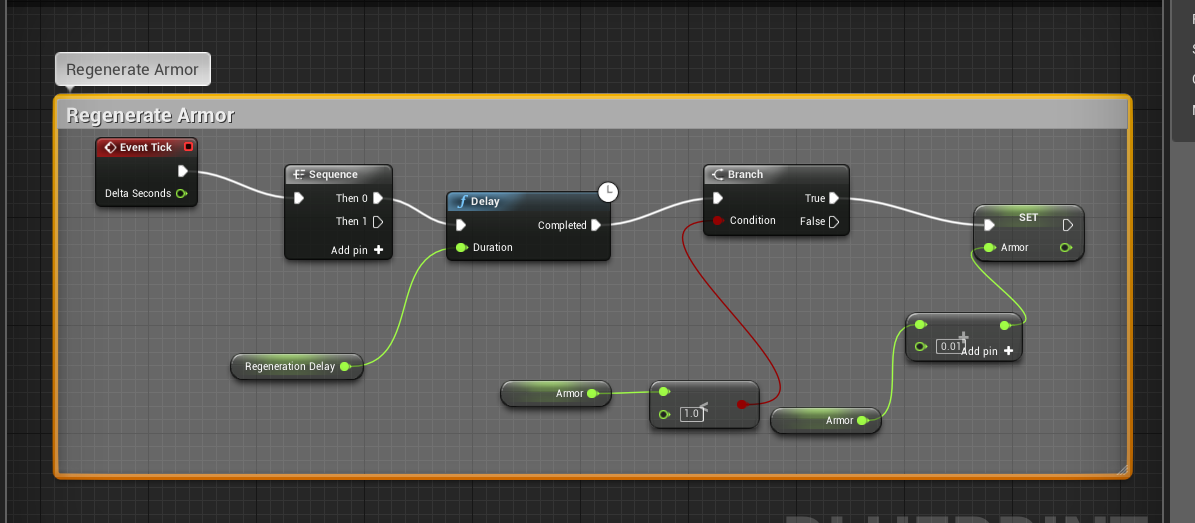 Regenerate Armor
Regenerate Armor
Event Tick
Delta Seconds
Sequence
Then 0
Then 1
Add pin
Delay
Completed
Duration
Branch
True
Condition
False
SET
Armor
Regeneration Delay
Armor
<
1.0
Armor
+
0.01
Add pin